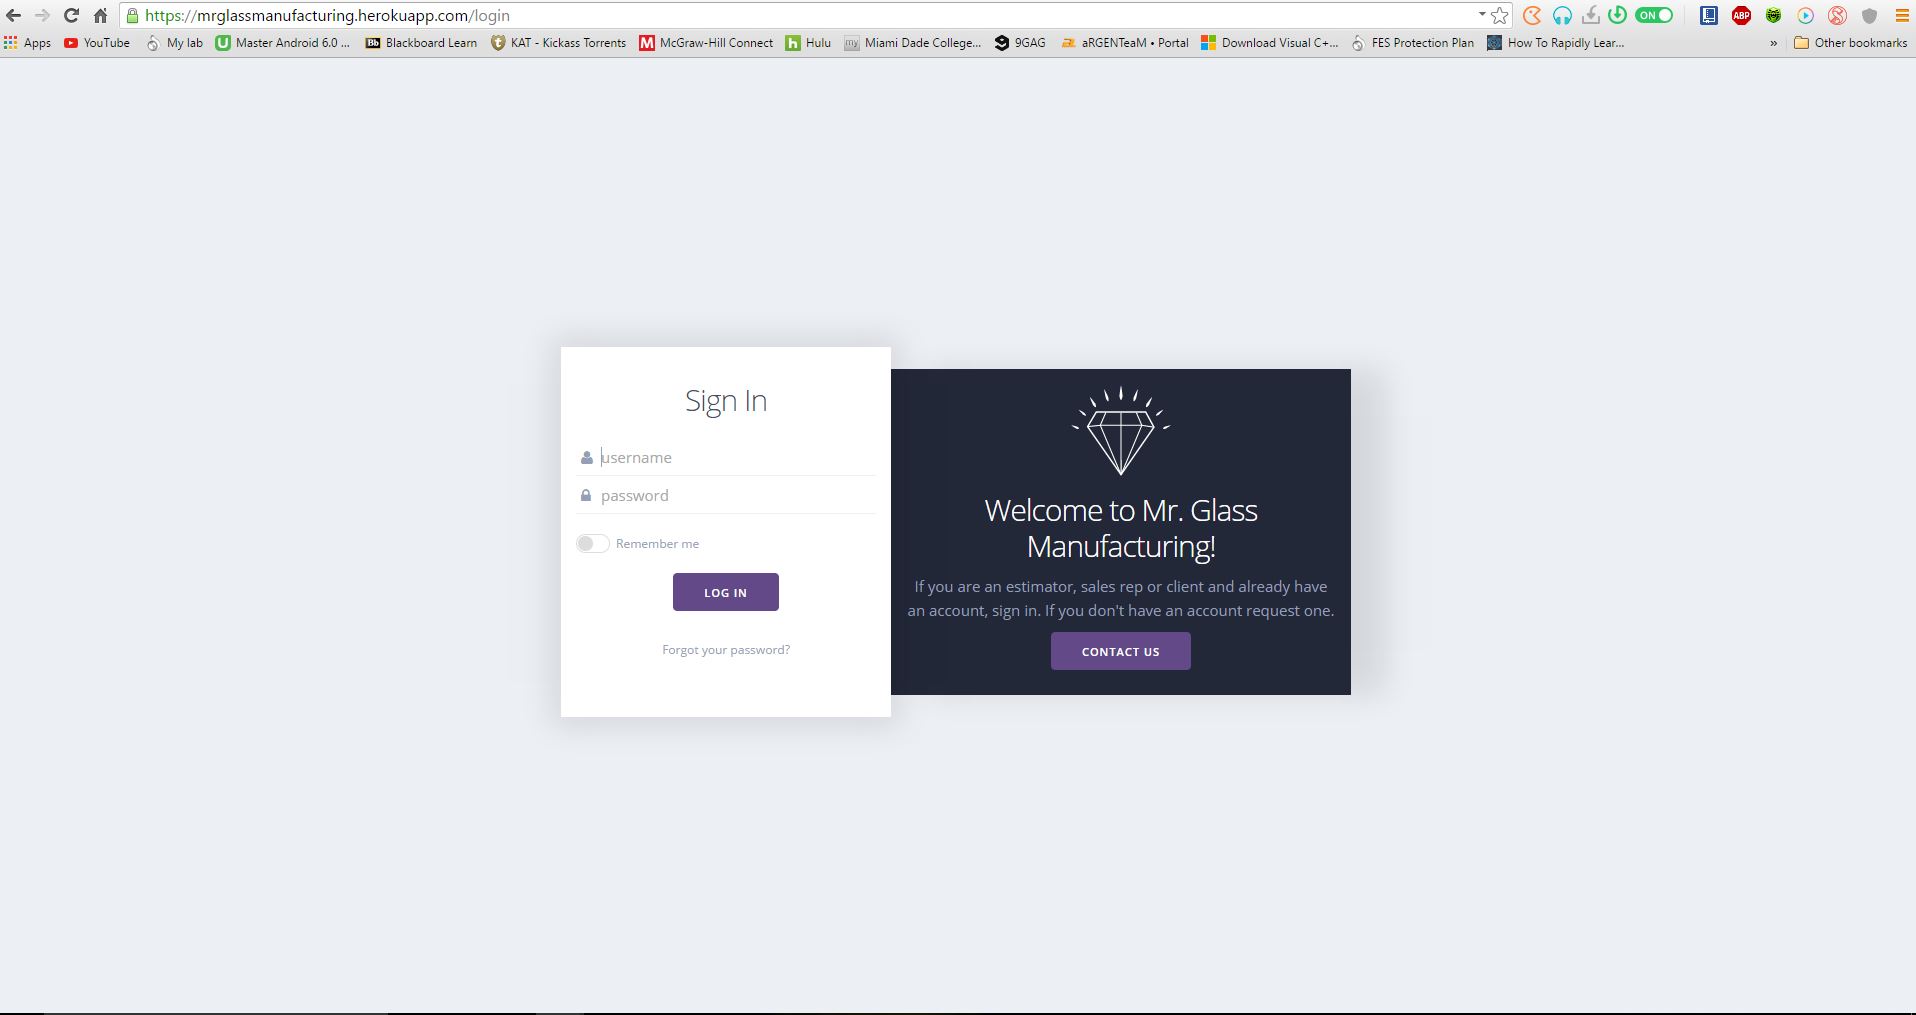 https://mrglassmanufacturing.herokuapp.com/login
ON
ABP
Apps
YouTube
My lab
Master Android 6.0 ...
Bb
Blackboard Learn
KAT - Kickass Torrents
M
McGraw-Hill Connect
h
Hulu
my
Miami Dade College...
9GAG
aRGENTeaM • Portal
Download Visual C+...
FES Protection Plan
How To Rapidly Lear...
»
Other bookmarks
Sign In
username
password
Remember me
LOG IN
Forgot your password?
Welcome to Mr. Glass
Manufacturing!
If you are an estimator, sales rep or client and already have
an account, sign in. If you don't have an account request one.
CONTACT US